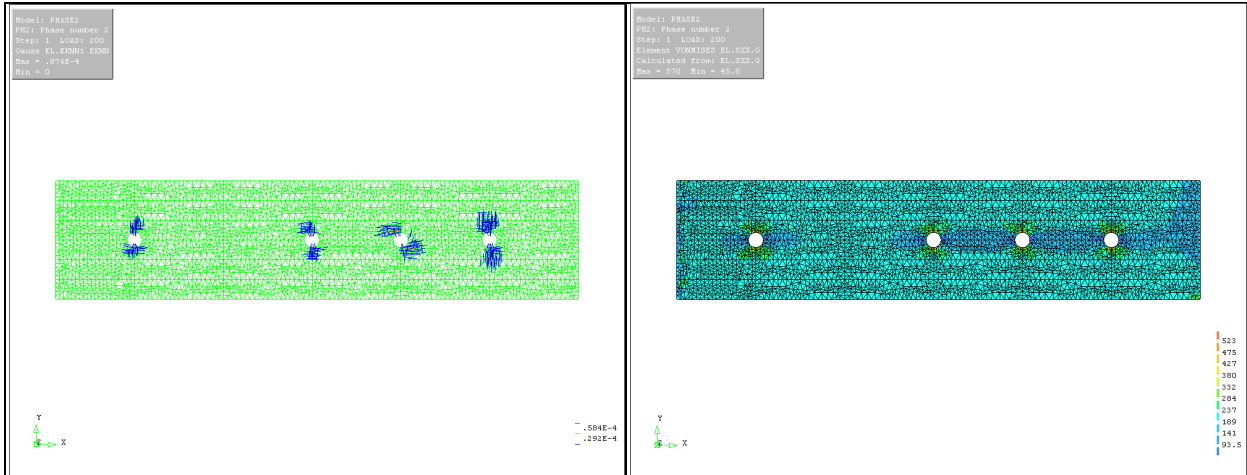 Model: PHASE2
PH2: Phase number 2
Step: 1 LOAD: 200
Gauss EL.EKNN: EKNN
Max = .876E-4
Min = 0
Y
Z X
.584E-4
.292E-4
Model: PHASE2
PH2: Phase number 2
Step: 1 LOAD: 200
Element VONMISES EL.SXX.G
Calculated from: EL.SXX.G
Max = 570 Min = 45.8
523
475
427
380
332
284
237
189
141
93.5
Y
Z X